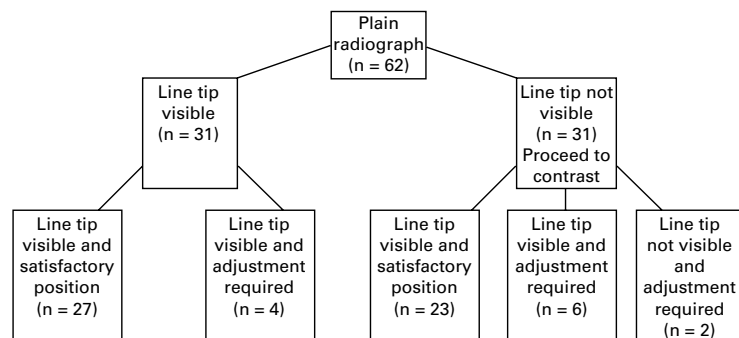 Plain
radiograph
(n = 62)
Line tip
visible
(n = 31)
Line tip not
visible
(n = 31)
Proceed to
contrast
Line tip
visible and
satisfactory
position
(n = 27)
Line tip
visible and
adjustment
required
(n = 4)
Line tip
visible and
satisfactory
position
(n = 23)
Line tip
visible and
adjustment
required
(n = 6)
Line tip
not visible
and
adjustment
required
(n = 2)